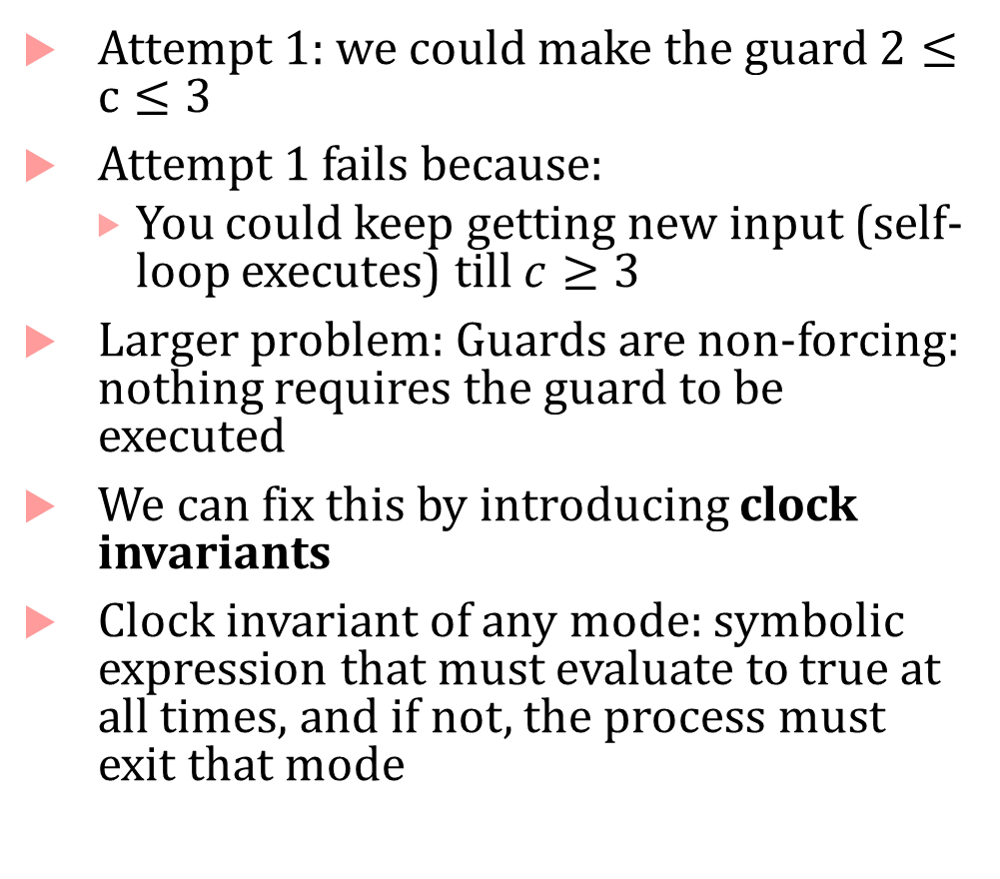 Attempt 1: we could make the guard 2 ≤
c ≤ 3
Attempt 1 fails because:
You could keep getting new input (self-
loop executes) till c ≥ 3
Larger problem: Guards are non-forcing:
nothing requires the guard to be
executed
We can fix this by introducing clock
invariants
Clock invariant of any mode: symbolic
expression that must evaluate to true at
all times, and if not, the process must
exit that mode